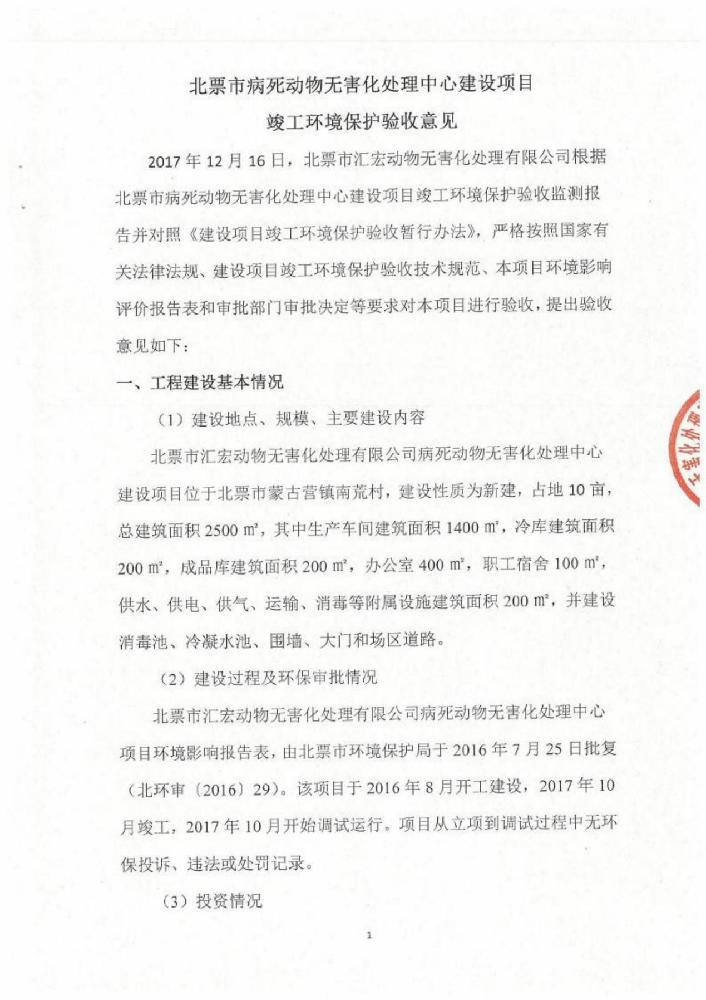 北票市病死动物无害化处理中心建设项目
竣工环境保护验收意见
2017 年 12 月 16 日，北票市汇宏动物无害化处理有限公司根据
北票市病死动物无害化处理中心建设项目竣工环境保护验收监测报
告并对照《建设项目竣工环境保护验收暂行办法》，严格按照国家有
关法律法规、建设项目竣工环境保护验收技术规范、本项目环境影响
评价报告表和审批部门审批决定等要求对本项目进行验收，提出验收
意见如下：
一、工程建设基本情况
（1）建设地点、规模、主要建设内容
北票市汇宏动物无害化处理有限公司病死动物无害化处理中心
建设项目位于北票市蒙古营镇南荒村，建设性质为新建，占地 10 亩，
总建筑面积 2500 ㎡，其中生产车间建筑面积 1400 ㎡，冷库建筑面积
200 ㎡，成品库建筑面积 200 ㎡，办公室 400 ㎡，职工宿舍 100 ㎡，
供水、供电、供气、运输、消毒等附属设施建筑面积 200 ㎡，并建设
消毒池、冷凝水池、围墙、大门和场区道路。
（2）建设过程及环保审批情况
北票市汇宏动物无害化处理有限公司病死动物无害化处理中心
项目环境影响报告表，由北票市环境保护局于 2016 年 7 月 25 日批复
（北环审〔2016〕29）。该项目于 2016 年 8 月开工建设，2017 年 10
月竣工，2017 年 10 月开始调试运行。项目从立项到调试过程中无环
保投诉、违法或处罚记录。
（3）投资情况
1